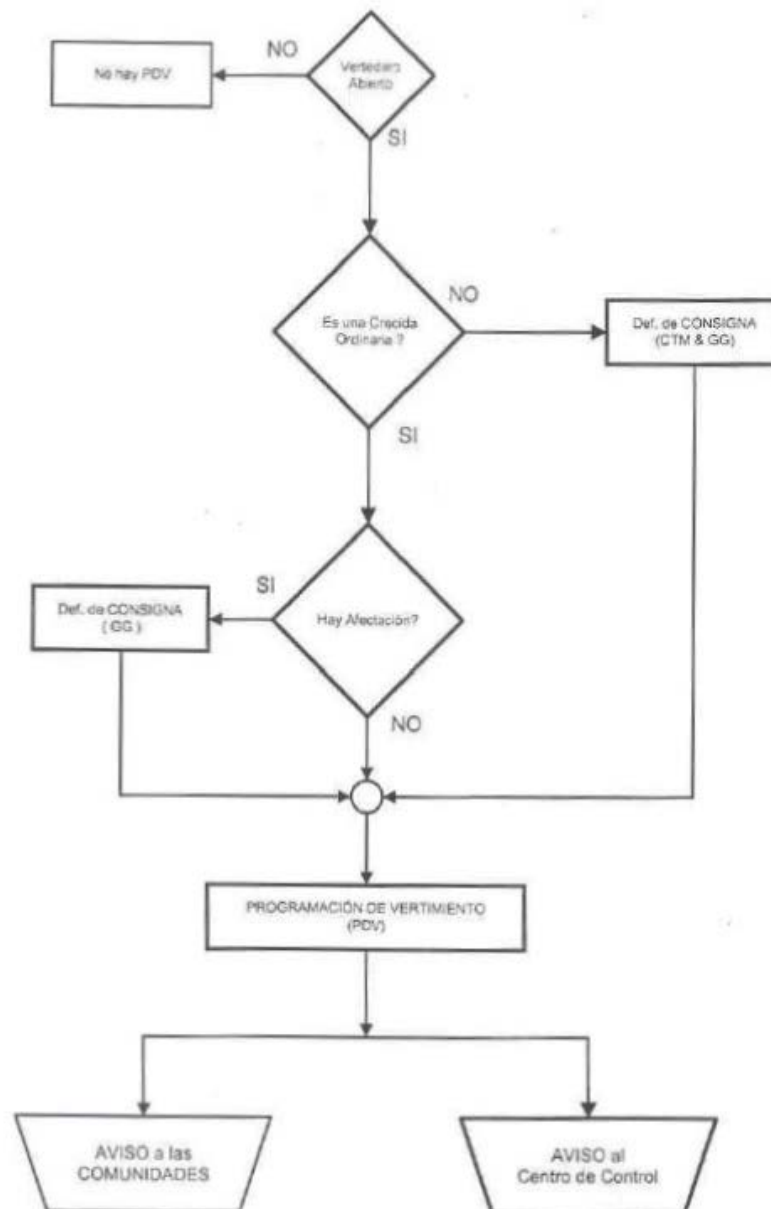 NO
No hay PDV
Vertedero
Abierto
SI
Es una Crecida
Ordinaria ?
NO
Def. de CONSIGNA
(CTM & GG)
SI
SI
Def. de CONSIGNA
( GG )
Hay Afectación?
NO
PROGRAMACIÓN DE VERTIMIENTO
(PDV)
AVISO a las
COMUNIDADES
AVISO al
Centro de Control